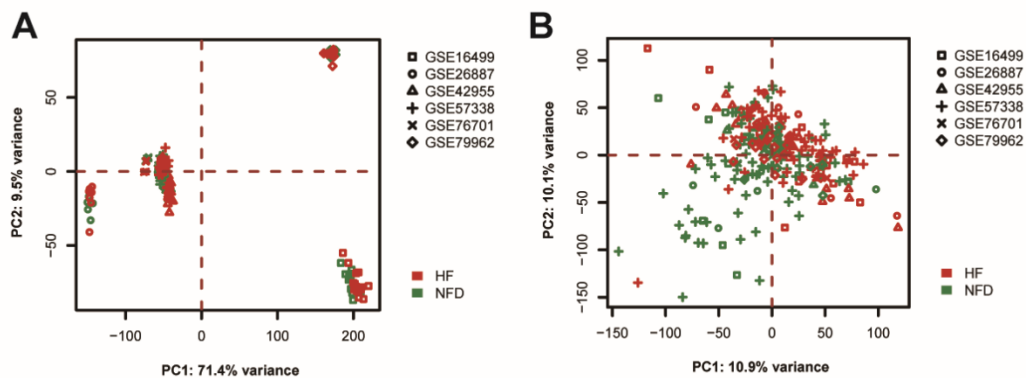 A
PC2: 9.5% variance
50
0
−50
−100
0
100
200
PC1: 71.4% variance
GSE16499
GSE26887
GSE42955
GSE57338
GSE76701
GSE79962
HF
NFD
B
PC2: 10.1% variance
100
50
0
−50
−100
−150
−150
−100
−50
0
50
100
PC1: 10.9% variance
GSE16499
GSE26887
GSE42955
GSE57338
GSE76701
GSE79962
HF
NFD